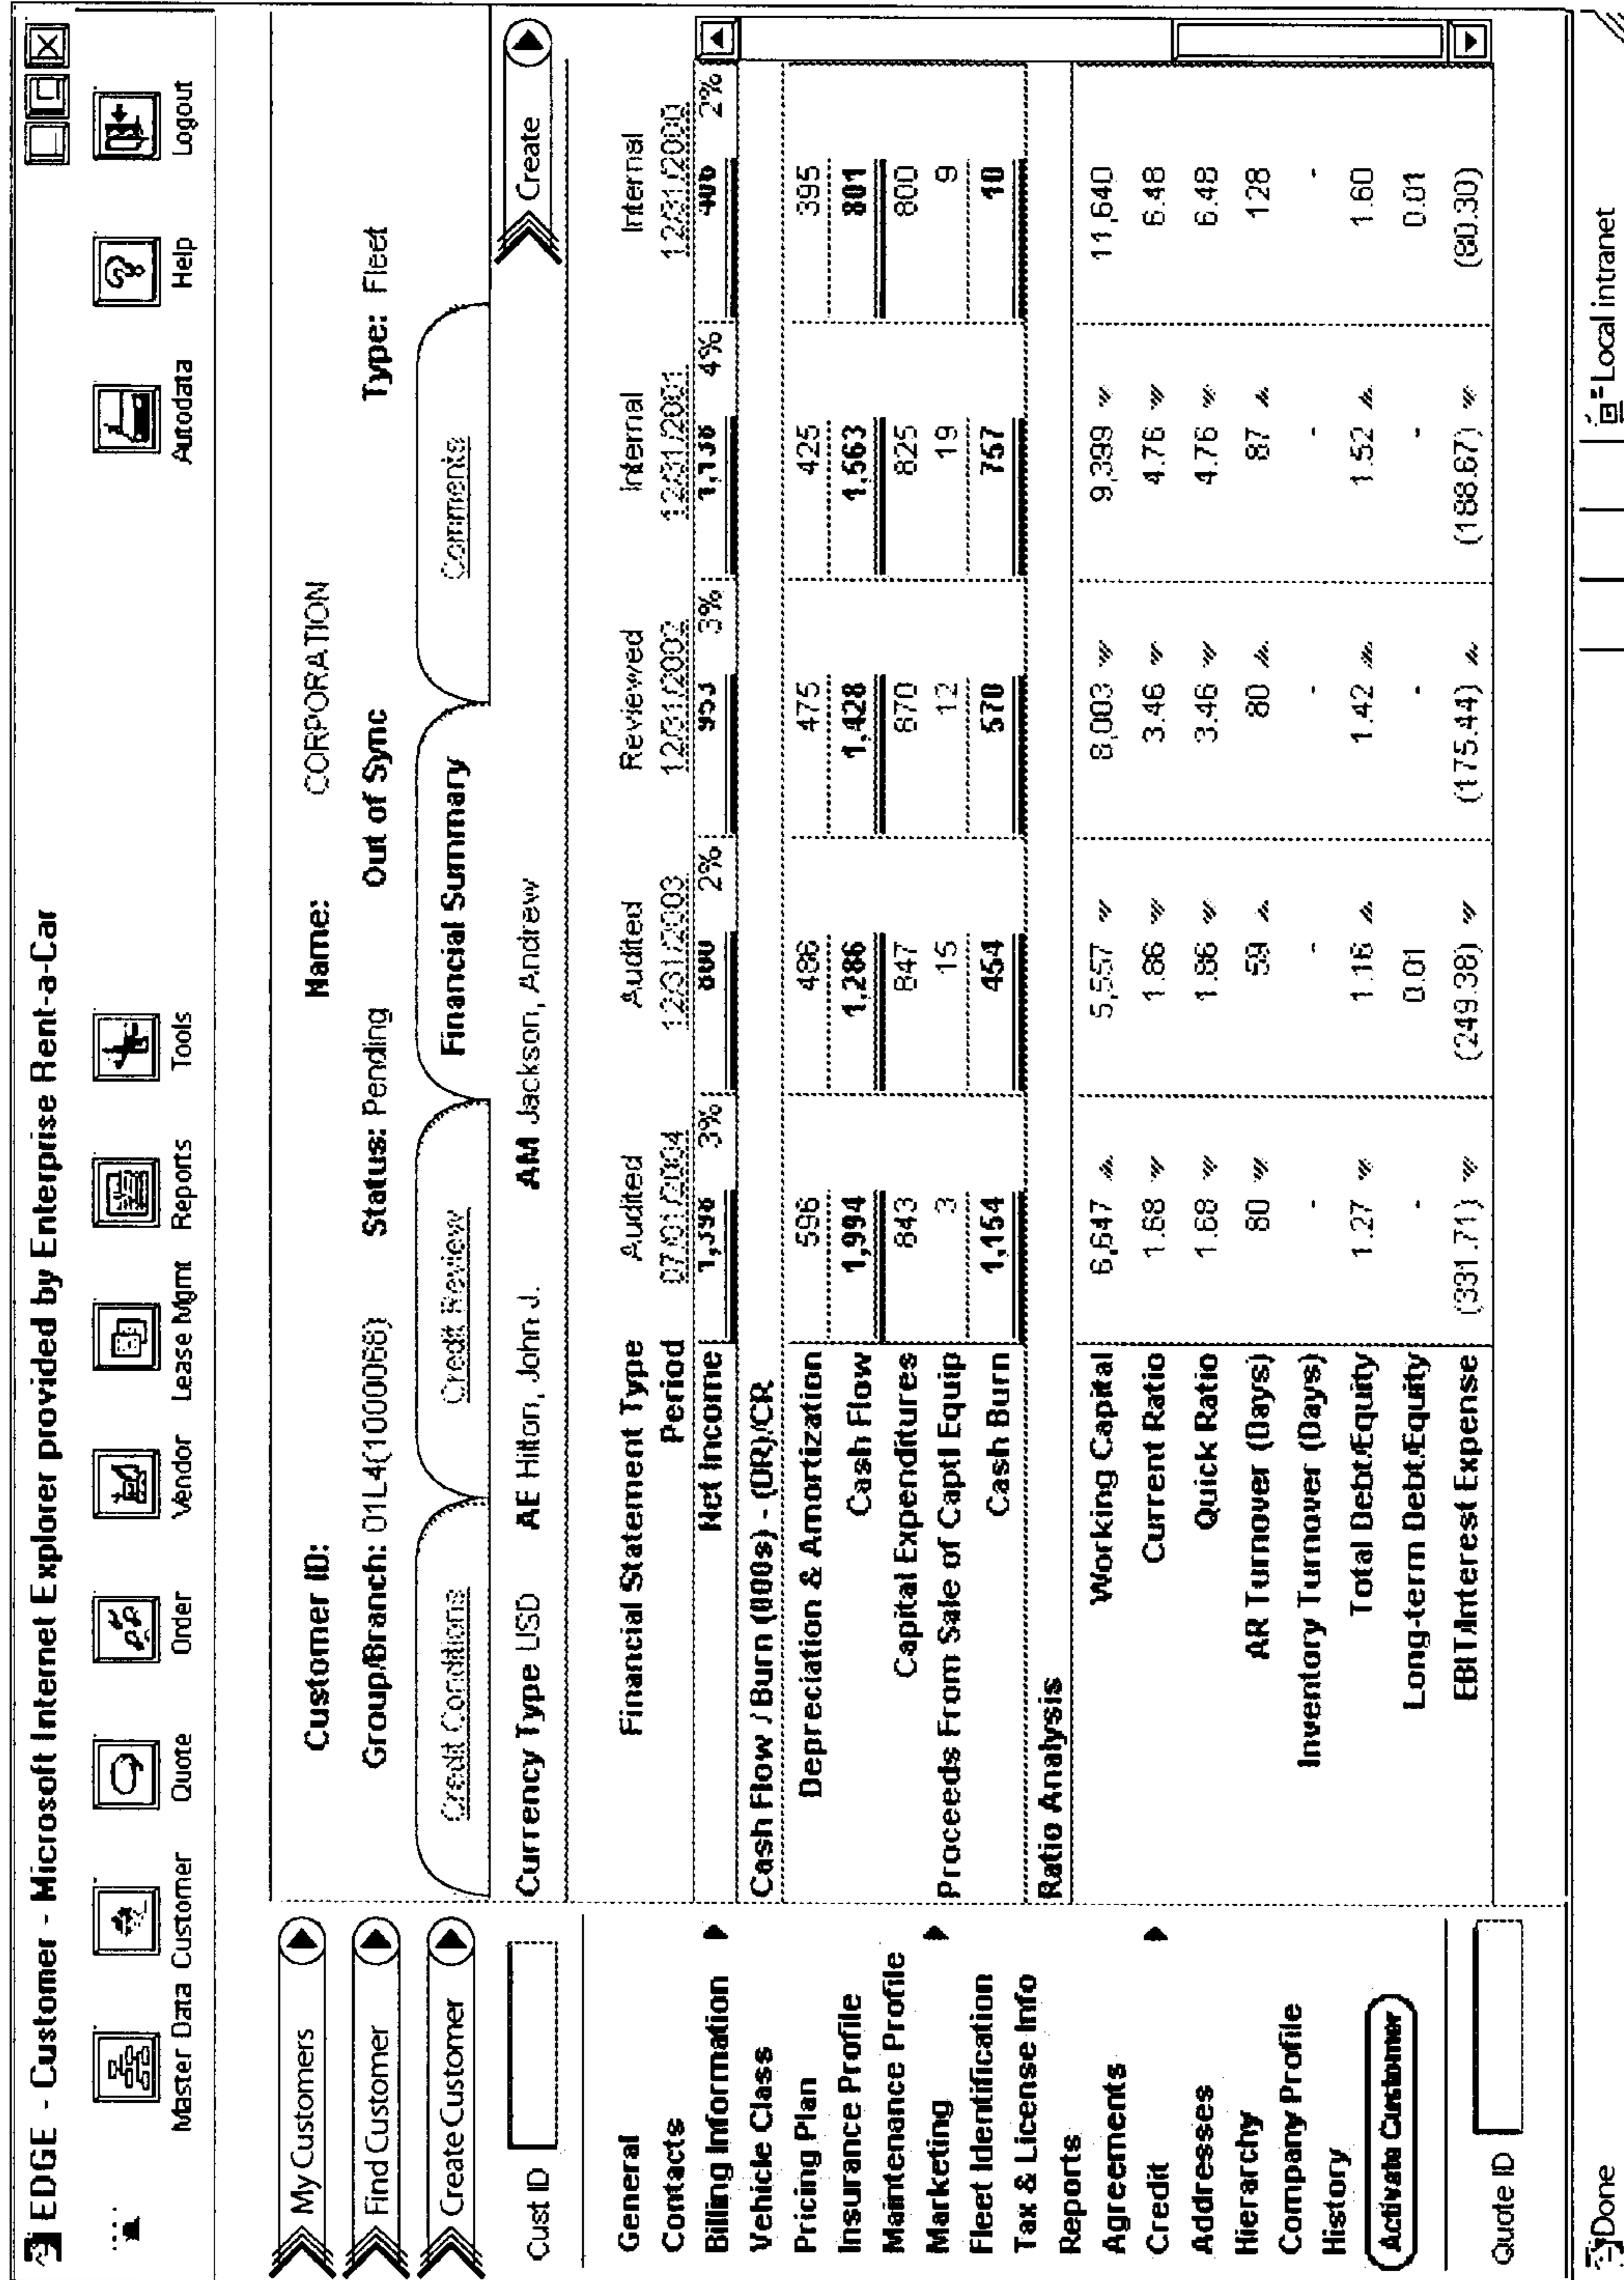 EDGE - Customer - Microsoft Internet Explorer provided by Enterprise Rent-a-Car
Master Data Customer Quote Order Vendor Lease Mgmt Reports Tools Autodata Help Logout
My Customers
Find Customer
Create Customer
Cust ID
General
Contacts
Billing Information
Vehicle Class
Pricing Plan
Insurance Profile
Maintenance Profile
Marketing
Fleet Identification
Tax & License Info
Reports
Agreements
Credit
Addresses
Hierarchy
Company Profile
History
Activate Customer
Quote ID
Customer ID: Name: CORPORATION
Group/Branch: 01L4(100068) Status: Pending Out of Sync Type: Fleet
Credit Conditions Credit Review Financial Summary Comments
Currency Type USD AE Hilton, John J. AM Jackson, Andrew Create
Financial Statement Type Audited Audited Reviewed Internal Internal
Period 07/01/2004 12/31/2003 12/31/2002 12/31/2001 12/31/2000
Net Income 1,398 3% 800 2% 953 3% 1,138 4% 406 2%
Cash Flow / Burn (000s) - (DR)/CR
Depreciation & Amortization 596 486 475 425 395
Cash Flow 1,994 1,286 1,428 1,563 801
Capital Expenditures 843 847 870 825 800
Proceeds From Sale of Captl Equip 3 15 12 19 9
Cash Burn 1,154 454 570 757 10
Ratio Analysis
Working Capital 6,647 5,557 8,003 9,399 11,640
Current Ratio 1.68 1.86 3.46 4.76 6.48
Quick Ratio 1.68 1.86 3.46 4.76 6.48
AR Turnover (Days) 80 59 80 87 128
Inventory Turnover (Days) - - - - -
Total Debt/Equity 1.27 1.16 1.42 1.52 1.60
Long-term Debt/Equity - 0.01 - - 0.01
EBIT/Interest Expense (331.71) (249.38) (175.44) (188.67) (80.30)
Done Local intranet